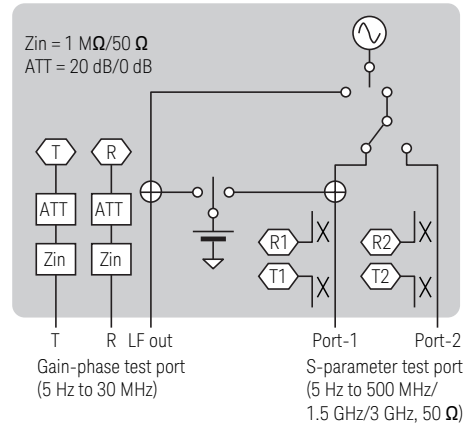 Zin = 1 MΩ/50 Ω
ATT = 20 dB/0 dB
T
R
ATT
ATT
Zin
Zin
R1
R2
T1
T2
T
R
LF out
Port-1
Port-2
Gain-phase test port
(5 Hz to 30 MHz)
S-parameter test port
(5 Hz to 500 MHz/
1.5 GHz/3 GHz, 50 Ω)